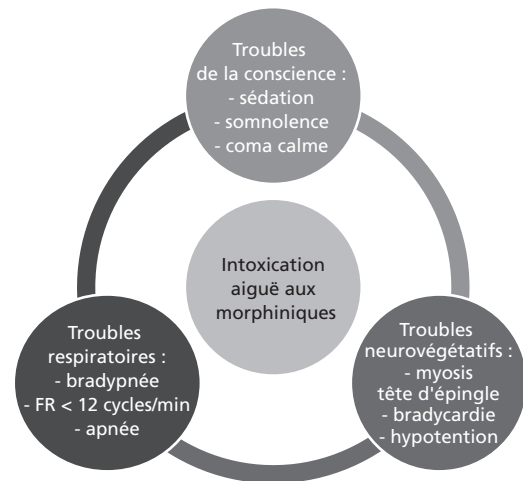 Troubles
de la conscience :
- sédation
- somnolence
- coma calme
Intoxication
aiguë aux
morphiniques
Troubles
respiratoires :
- bradypnée
- FR < 12 cycles/min
- apnée
Troubles
neurovégétatifs :
- myosis
tête d'épingle
- bradycardie
- hypotention